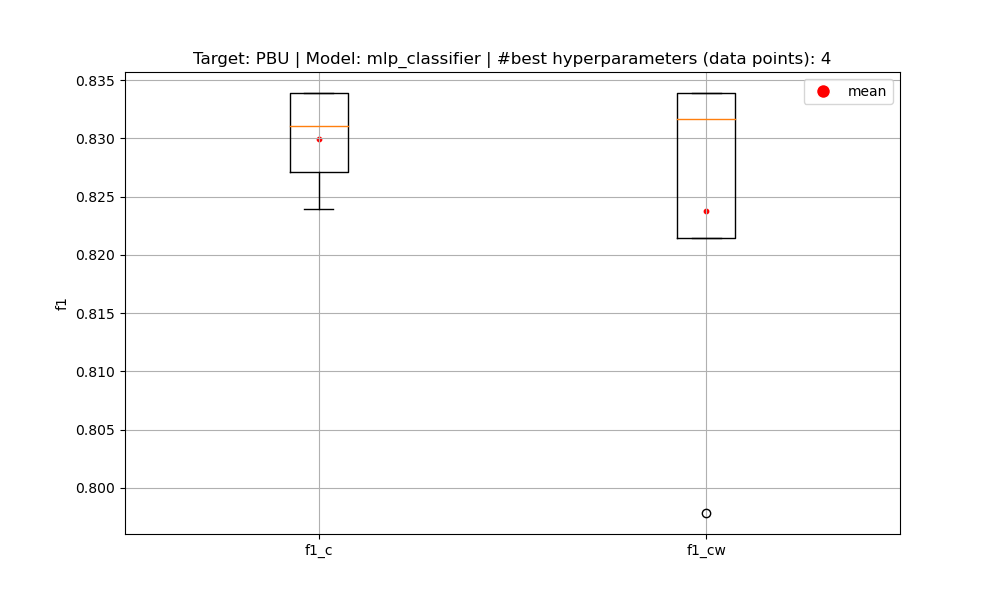 Target: PBU | Model: mlp_classifier | #best hyperparameters (data points): 4
mean
0.835
0.830
0.825
0.820
0.815
0.810
0.805
0.800
f1
f1_c
f1_cw